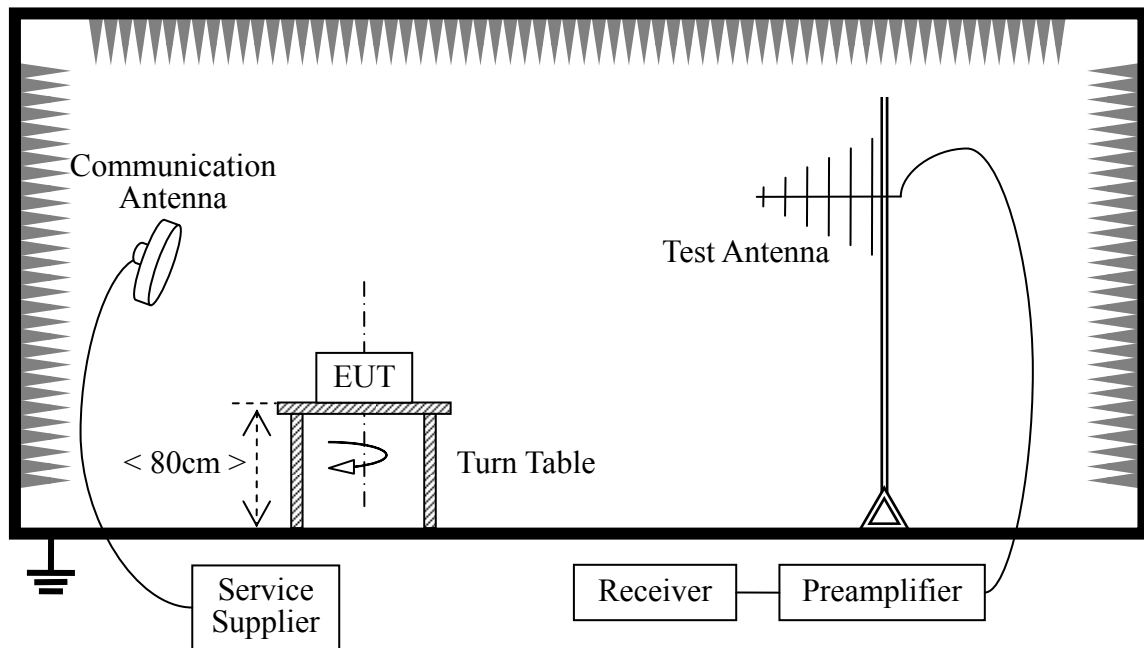 Communication
Antenna
Test Antenna
EUT
< 80cm >
Turn Table
Service
Supplier
Receiver
Preamplifier